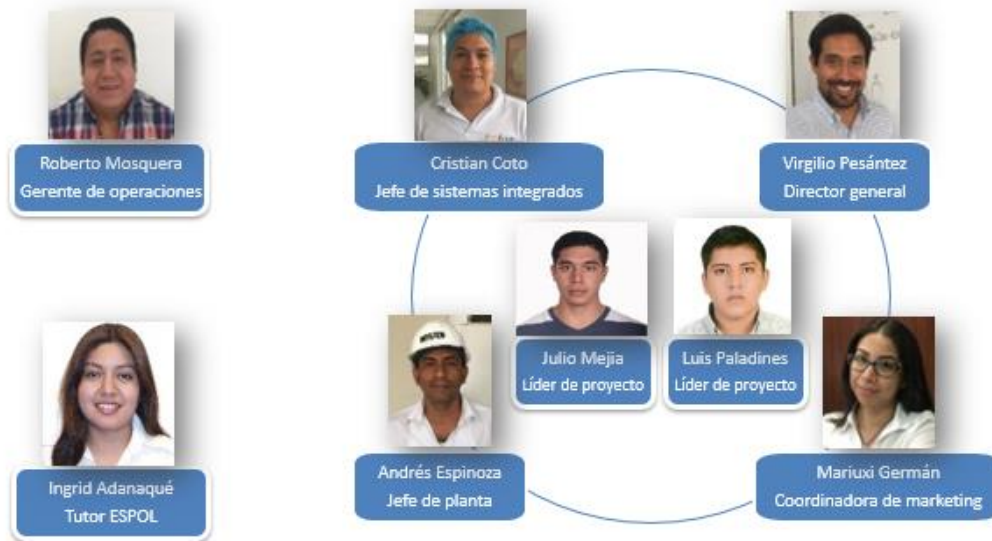 Roberto Mosquera
Gerente de operaciones
Cristian Coto
Jefe de sistemas integrados
Virgilio Pesántez
Director general
Julio Mejia
Líder de proyecto
Luis Paladines
Líder de proyecto
Ingrid Adanaqué
Tutor ESPOL
Andrés Espinoza
Jefe de planta
Mariuxi Germán
Coordinadora de marketing